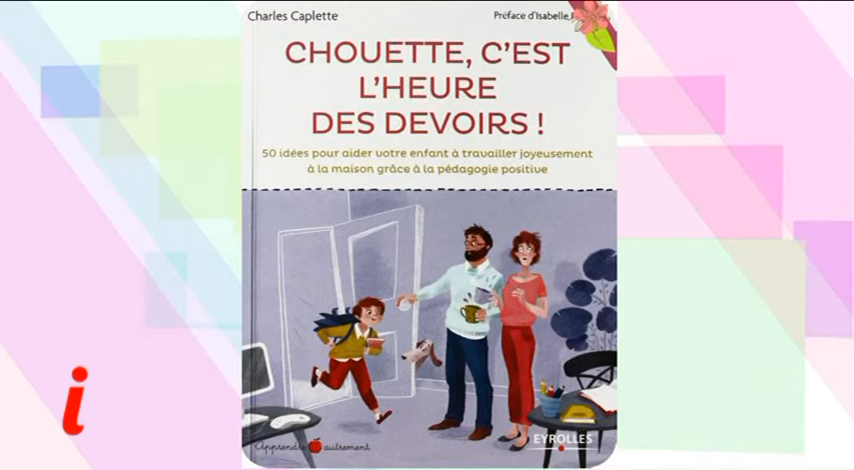 Charles Caplette
Préface d'Isabelle
CHOUETTE, C'EST
L'HEURE
DES DEVOIRS !
50 idées pour aider votre enfant à travailler joyeusement
à la maison grâce à la pédagogie positive
i
Apprendre autrement
EYROLLES